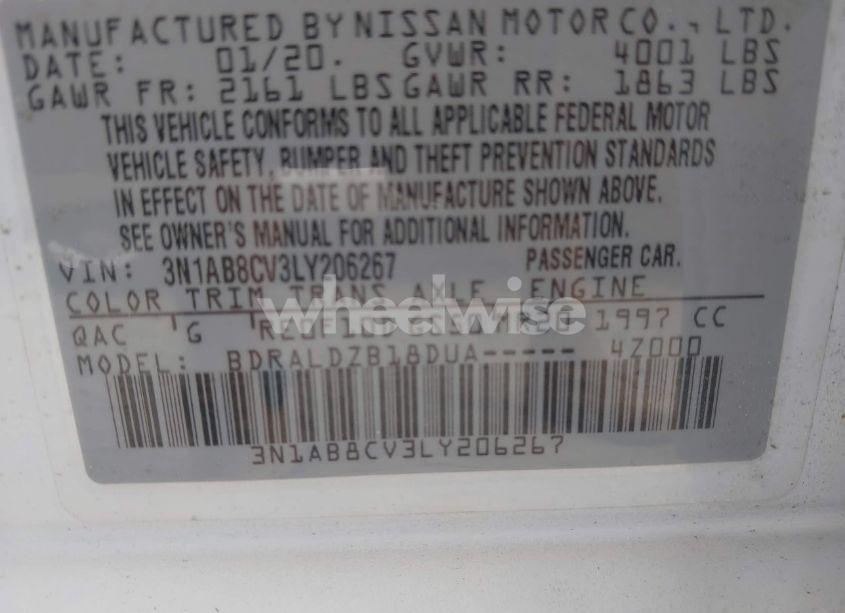 MANUFACTURED BY NISSAN MOTOR CO., LTD.
DATE: 01/20. GVWR: 4001 LBS
GAWR FR: 2161 LBS GAWR RR: 1863 LBS
THIS VEHICLE CONFORMS TO ALL APPLICABLE FEDERAL MOTOR
VEHICLE SAFETY, BUMPER AND THEFT PREVENTION STANDARDS
IN EFFECT ON THE DATE OF MANUFACTURE SHOWN ABOVE.
SEE OWNER'S MANUAL FOR ADDITIONAL INFORMATION.
VIN: 3N1AB8CV3LY206267 PASSENGER CAR.
COLOR TRIM TRANS AXLE ENGINE
QAC G MR20 1997 CC
wheelwise
MODEL: BDRALDZB18DUA----- 4Z000
3N1AB8CV3LY206267